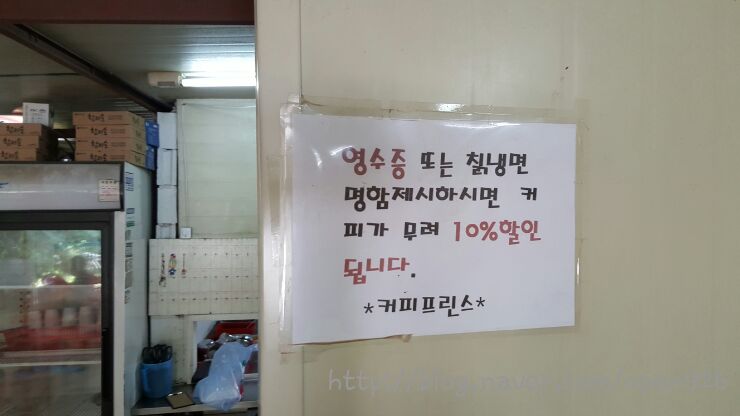 영수증 또는 칡냉면
명함제시하시면 커
피가 무려 10%할인
됩니다.
*커피프린스*